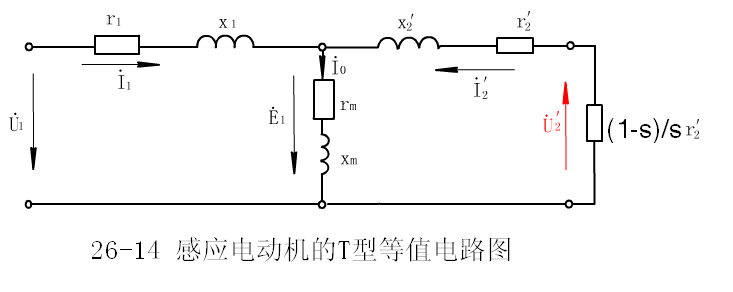 r₁ x₁ x₂′ r₂′
İ₁ İ₀ İ₂′
U̇₁ Ė₁ rₘ U̇₂′ (1-s)/s r₂′
xₘ
26-14 感应电动机的T型等值电路图